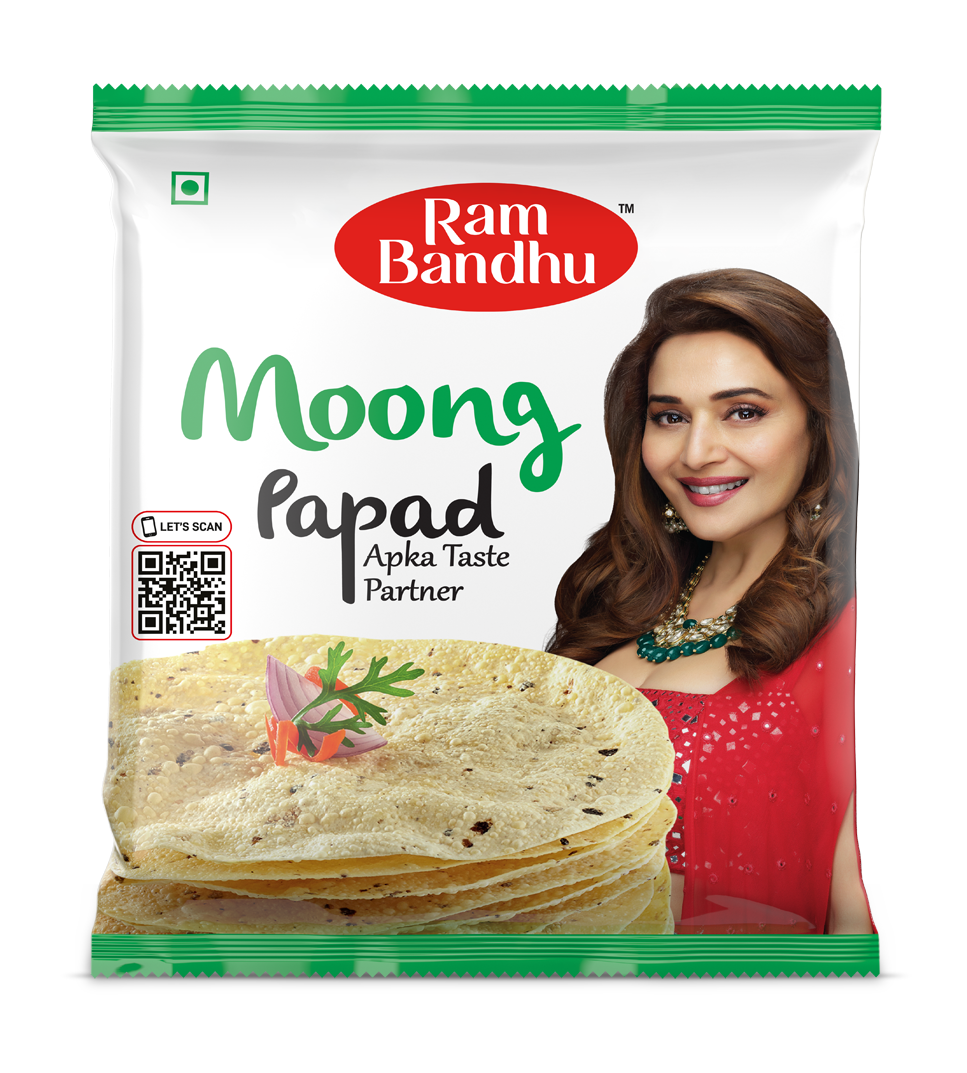 Ram
Bandhu
TM
Moong
Papad
Apka Taste
Partner
LET'S SCAN